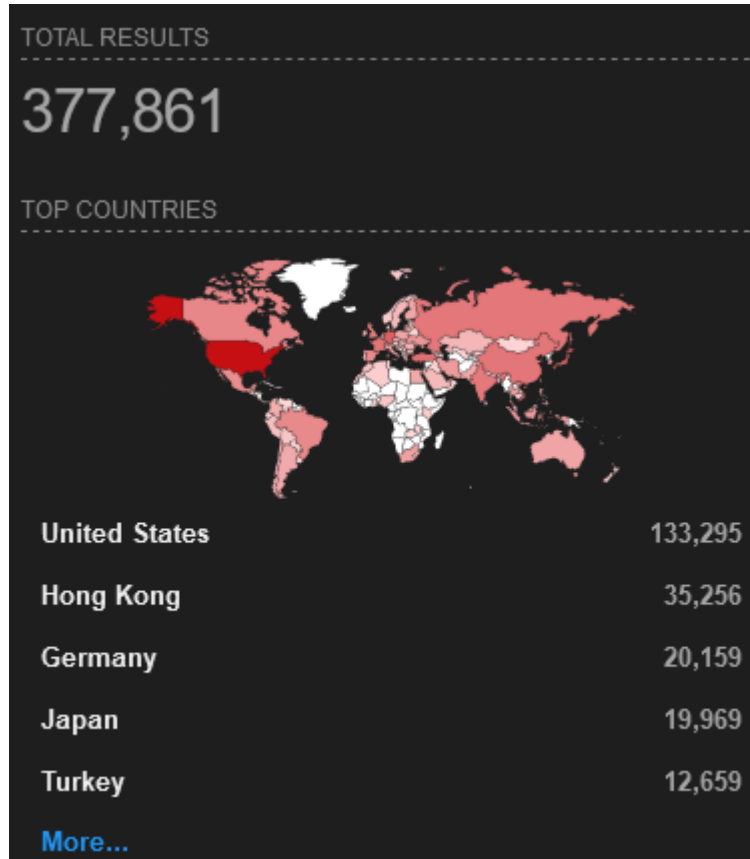 TOTAL RESULTS
377,861
TOP COUNTRIES
United States 133,295
Hong Kong 35,256
Germany 20,159
Japan 19,969
Turkey 12,659
More...